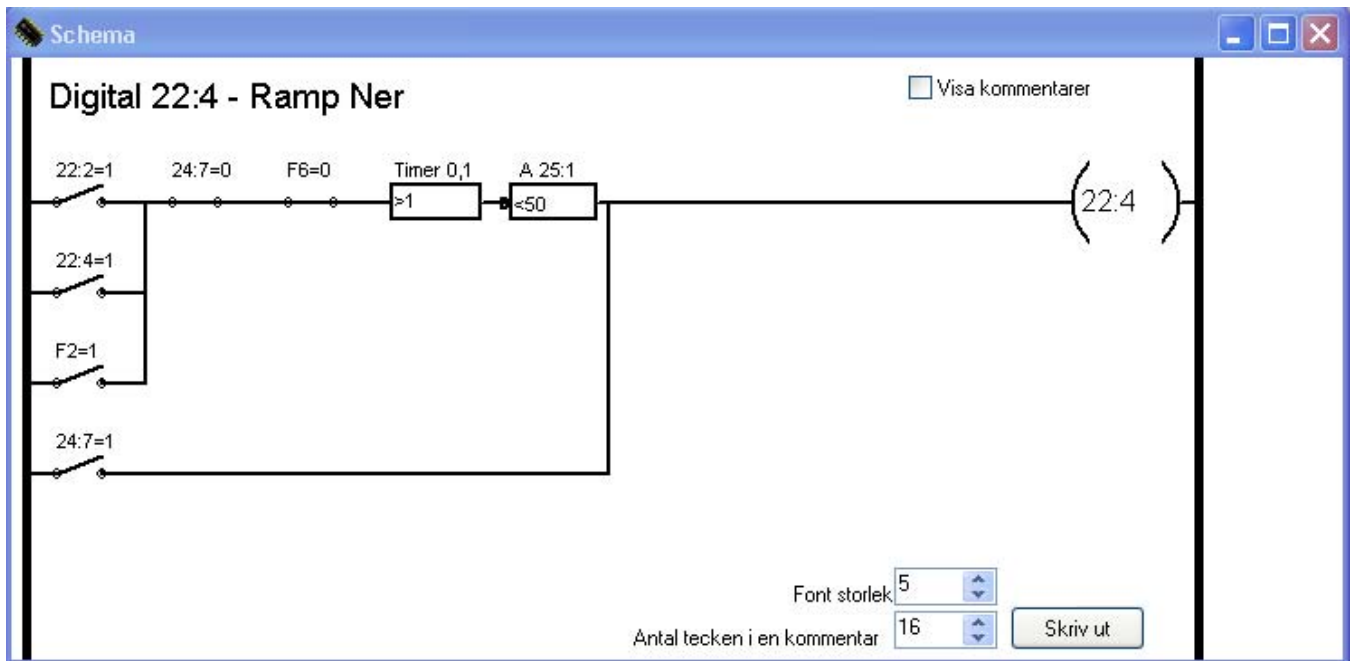 Schema
Digital 22:4 - Ramp Ner
Visa kommentarer
22:2=1 24:7=0 F6=0 Timer 0,1 A 25:1
>1 <50 22:4
22:4=1
F2=1
24:7=1
Font storlek 5
Antal tecken i en kommentar 16 Skriv ut